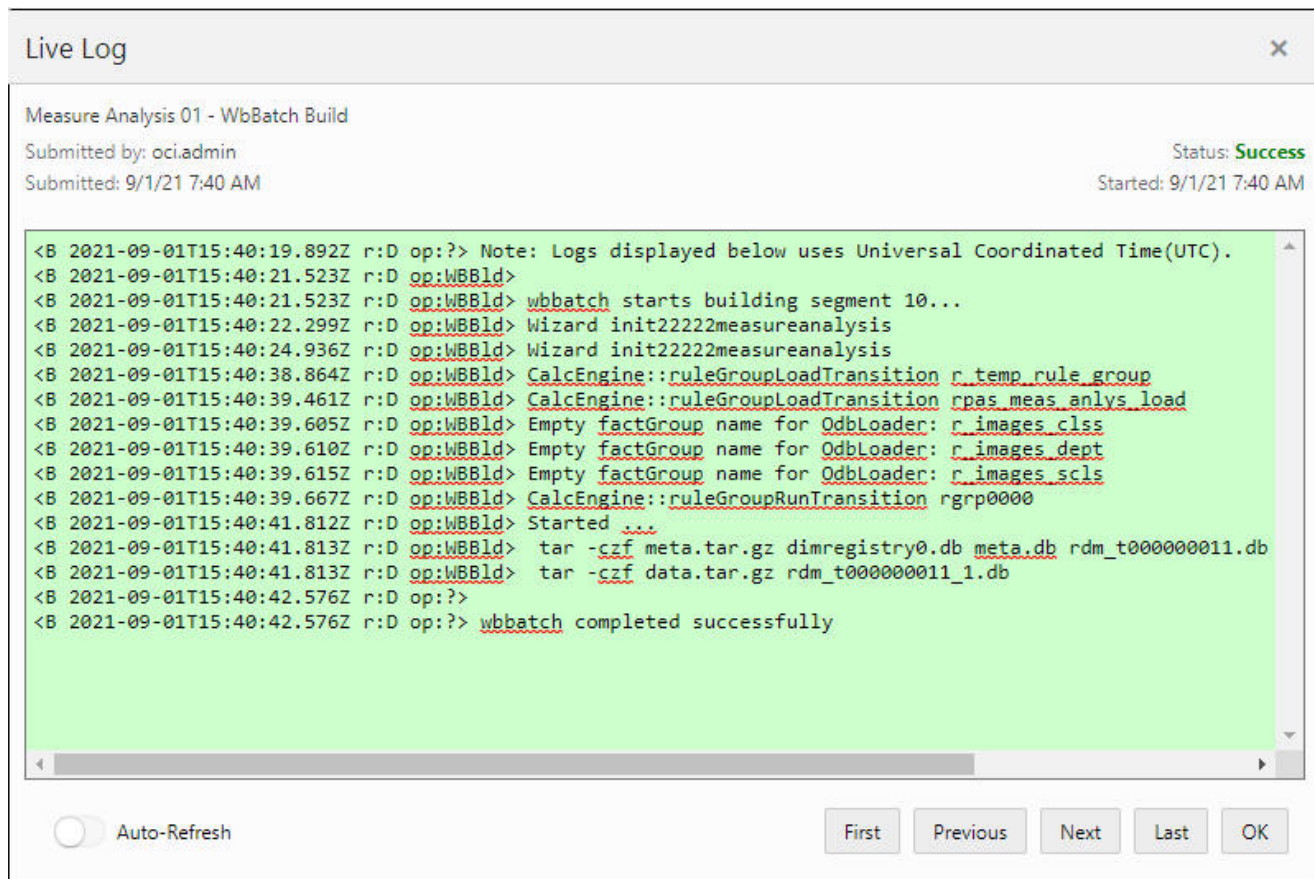 Live Log
×
Measure Analysis 01 - WbBatch Build
Submitted by: oci.admin
Status: Success
Submitted: 9/1/21 7:40 AM
Started: 9/1/21 7:40 AM
<B 2021-09-01T15:40:19.892Z r:D op:?> Note: Logs displayed below uses Universal Coordinated Time(UTC).
<B 2021-09-01T15:40:21.523Z r:D op:WBBld>
<B 2021-09-01T15:40:21.523Z r:D op:WBBld> wbbatch starts building segment 10...
<B 2021-09-01T15:40:22.299Z r:D op:WBBld> Wizard init22222measureanalysis
<B 2021-09-01T15:40:24.936Z r:D op:WBBld> Wizard init22222measureanalysis
<B 2021-09-01T15:40:38.864Z r:D op:WBBld> CalcEngine::ruleGroupLoadTransition r_temp_rule_group
<B 2021-09-01T15:40:39.461Z r:D op:WBBld> CalcEngine::ruleGroupLoadTransition rpas_meas_anlys_load
<B 2021-09-01T15:40:39.605Z r:D op:WBBld> Empty factGroup name for OdbLoader: r_images_clss
<B 2021-09-01T15:40:39.610Z r:D op:WBBld> Empty factGroup name for OdbLoader: r_images_dept
<B 2021-09-01T15:40:39.615Z r:D op:WBBld> Empty factGroup name for OdbLoader: r_images_scls
<B 2021-09-01T15:40:39.667Z r:D op:WBBld> CalcEngine::ruleGroupRunTransition rgrp0000
<B 2021-09-01T15:40:41.812Z r:D op:WBBld> Started ...
<B 2021-09-01T15:40:41.813Z r:D op:WBBld>  tar -czf meta.tar.gz dimregistry0.db meta.db rdm_t000000011.db
<B 2021-09-01T15:40:41.813Z r:D op:WBBld>  tar -czf data.tar.gz rdm_t000000011_1.db
<B 2021-09-01T15:40:42.576Z r:D op:?>
<B 2021-09-01T15:40:42.576Z r:D op:?> wbbatch completed successfully
Auto-Refresh
First
Previous
Next
Last
OK